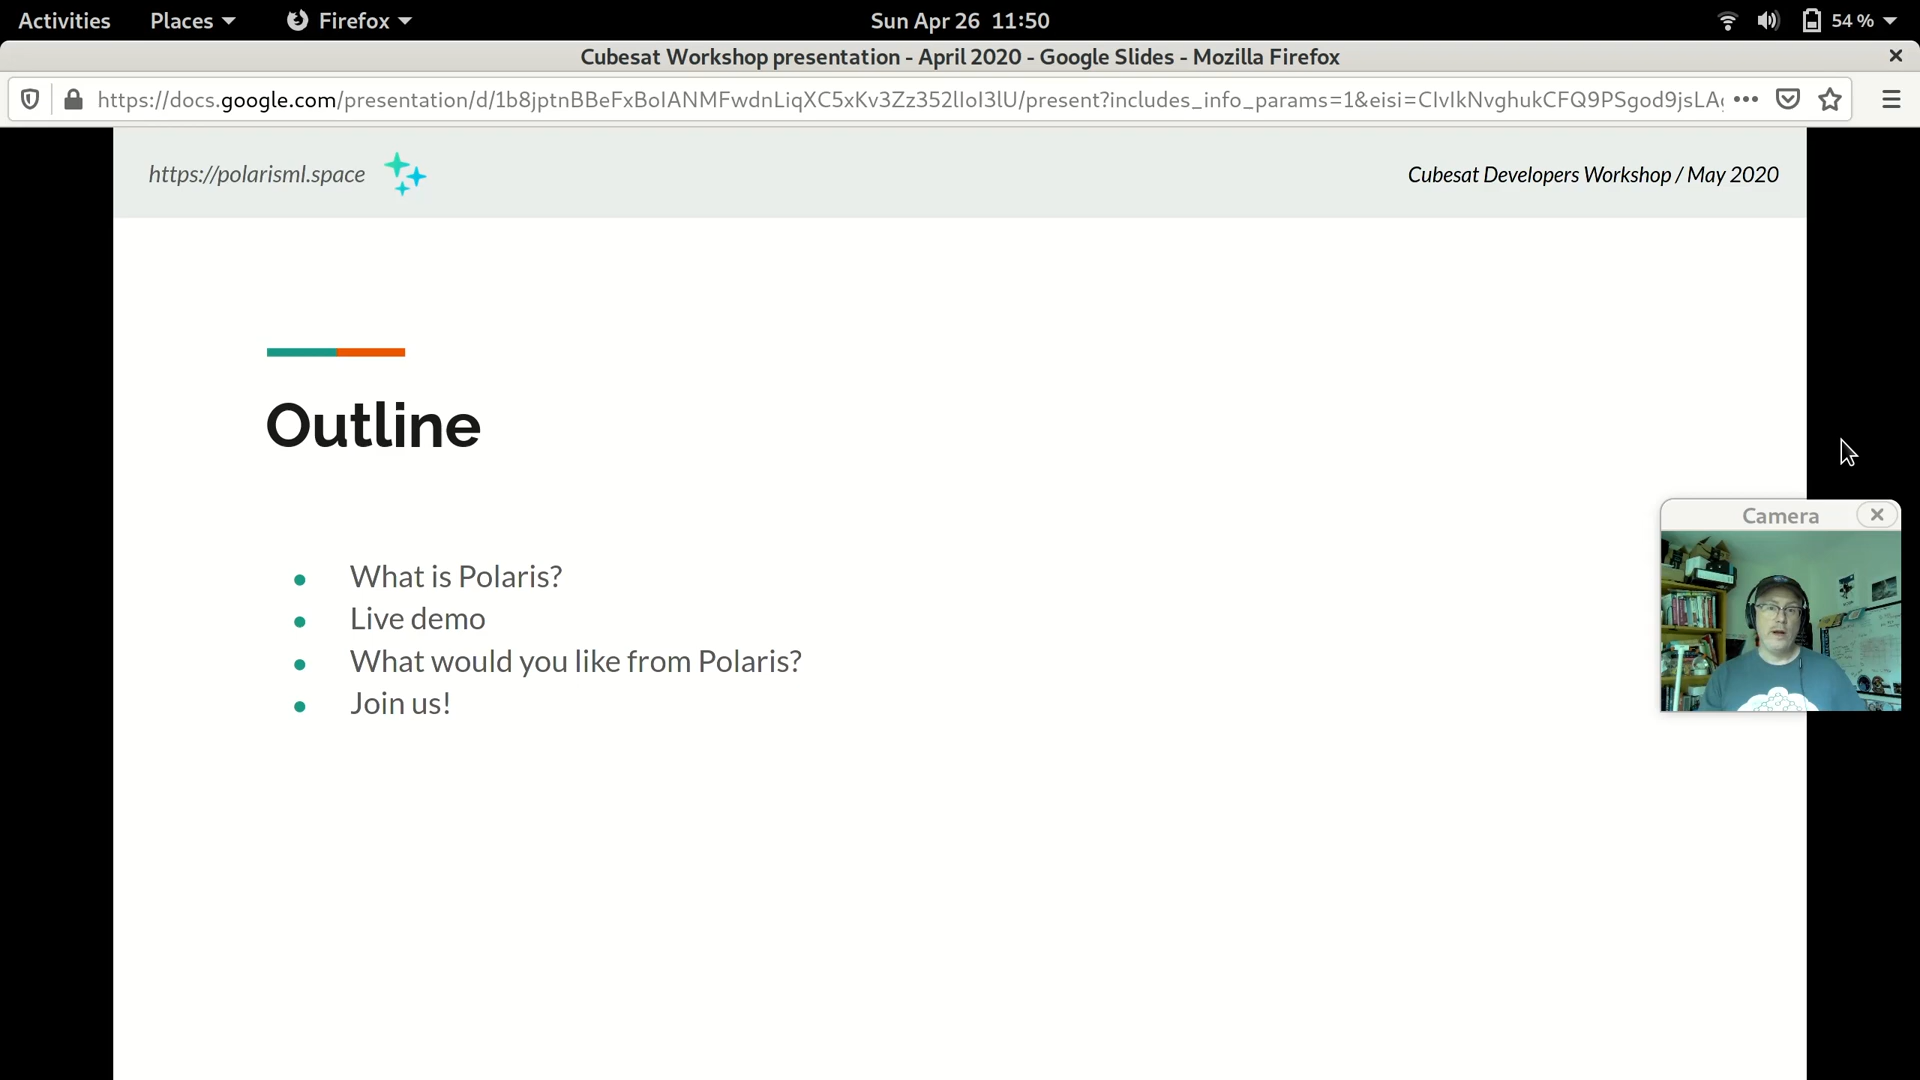 Activities Places Firefox Sun Apr 26 11:50 54 %
Cubesat Workshop presentation - April 2020 - Google Slides - Mozilla Firefox
https://docs.google.com/presentation/d/1b8jptnBBeFxBoIANMFwdnLiqXC5xKv3Zz352lIoI3lU/present?includes_info_params=1&eisi=CIvIkNvghukCFQ9PSgod9jsLA
https://polarisml.space
Cubesat Developers Workshop / May 2020
Outline
Camera
What is Polaris?
Live demo
What would you like from Polaris?
Join us!